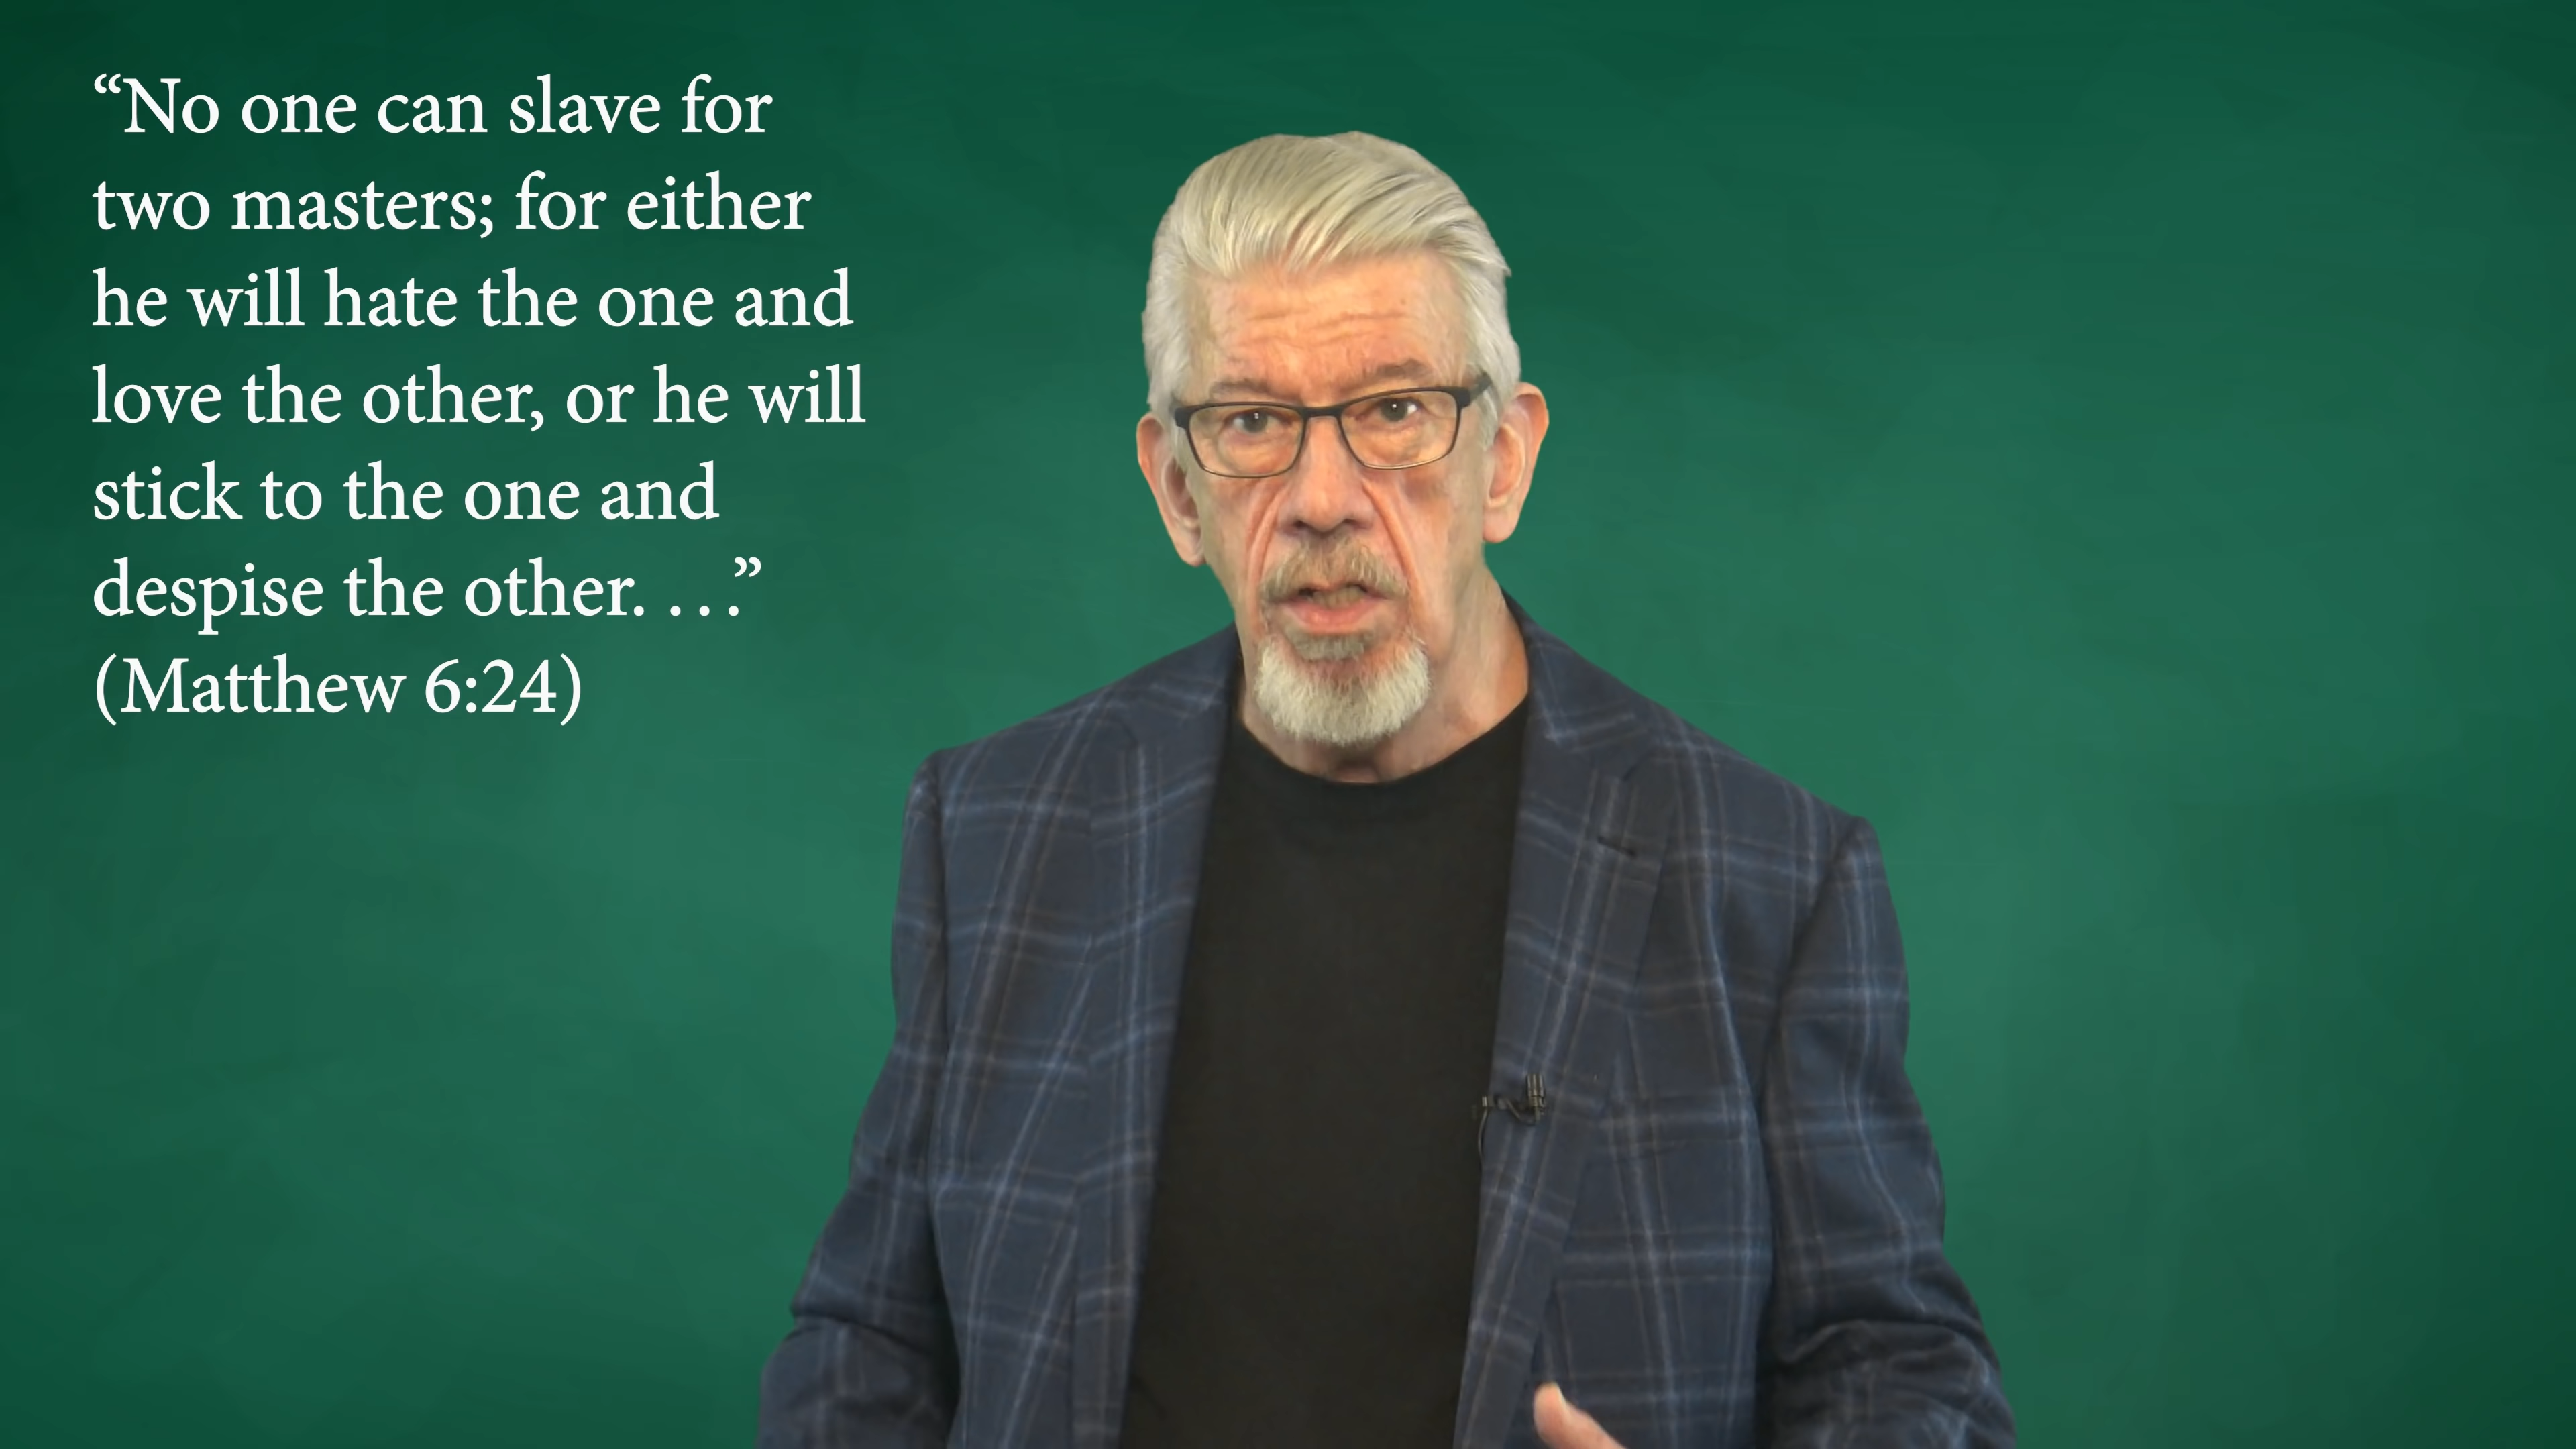 “No one can slave for
two masters; for either
he will hate the one and
love the other, or he will
stick to the one and
despise the other. . . .”
(Matthew 6:24)